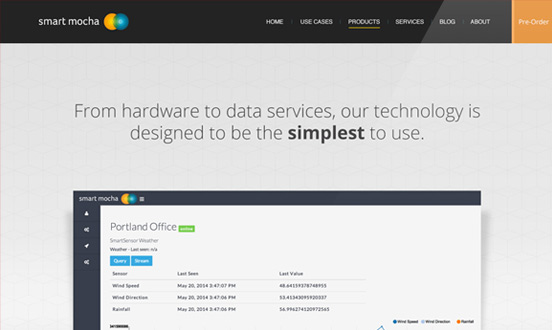 smart mocha
HOME USE CASES PRODUCTS SERVICES BLOG ABOUT Pre-Order
From hardware to data services, our technology is
designed to be the simplest to use.
smart mocha
Portland Office
SmartSensor Weather
Weather - Last seen: n/a
Query Stream
Sensor Last Seen Last Value
Wind Speed May 20, 2014 3:47:07 PM 48.64159378748955
Wind Direction May 20, 2014 3:47:06 PM 53.41043091920337
Rainfall May 20, 2014 3:47:06 PM 56.996274120972565
Wind Speed Wind Direction Rainfall